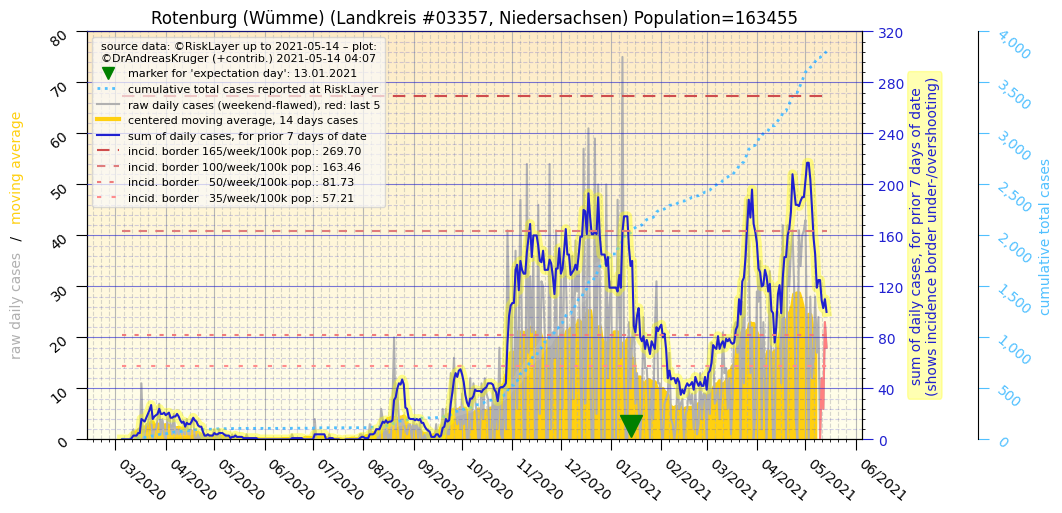 Rotenburg (Wümme) (Landkreis #03357, Niedersachsen) Population=163455
source data: ©RiskLayer up to 2021-05-14 – plot:
©DrAndreasKruger (+contrib.) 2021-05-14 04:07
marker for 'expectation day': 13.01.2021
cumulative total cases reported at RiskLayer
raw daily cases (weekend-flawed), red: last 5
centered moving average, 14 days cases
sum of daily cases, for prior 7 days of date
incid. border 165/week/100k pop.: 269.70
incid. border 100/week/100k pop.: 163.46
incid. border 50/week/100k pop.: 81.73
incid. border 35/week/100k pop.: 57.21
raw daily cases / moving average
80
70
60
50
40
30
20
10
0
03/2020
04/2020
05/2020
06/2020
07/2020
08/2020
09/2020
10/2020
11/2020
12/2020
01/2021
02/2021
03/2021
04/2021
05/2021
06/2021
320
280
240
200
160
120
80
40
0
sum of daily cases, for prior 7 days of date
(shows incidence border under-/overshooting)
4,000
3,500
3,000
2,500
2,000
1,500
1,000
500
0
cumulative total cases